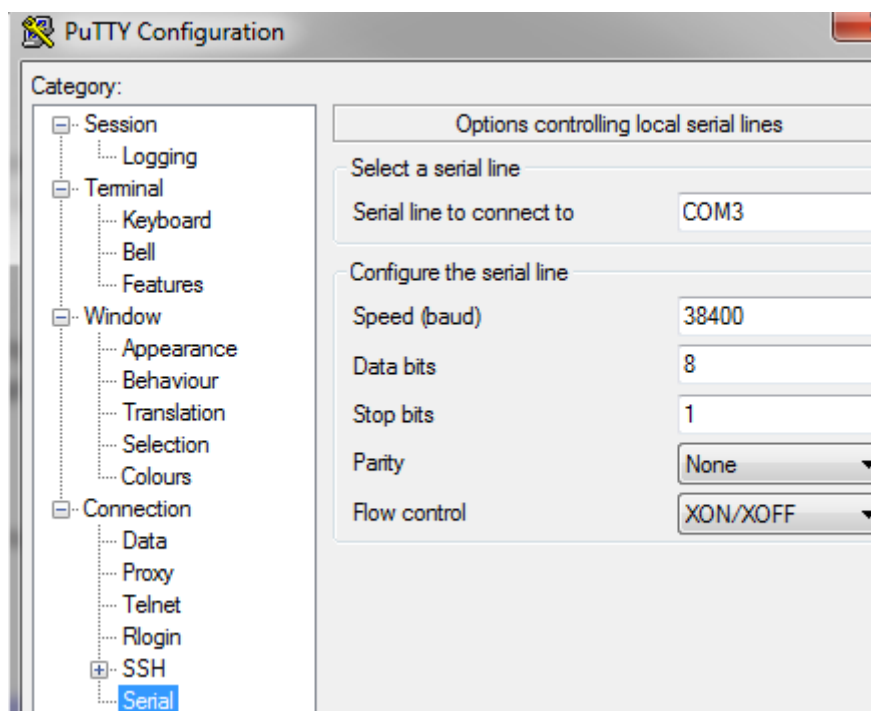 PuTTY Configuration
Category:
Session
Logging
Terminal
Keyboard
Bell
Features
Window
Appearance
Behaviour
Translation
Selection
Colours
Connection
Data
Proxy
Telnet
Rlogin
SSH
Serial
Options controlling local serial lines
Select a serial line
Serial line to connect to COM3
Configure the serial line
Speed (baud) 38400
Data bits 8
Stop bits 1
Parity None
Flow control XON/XOFF